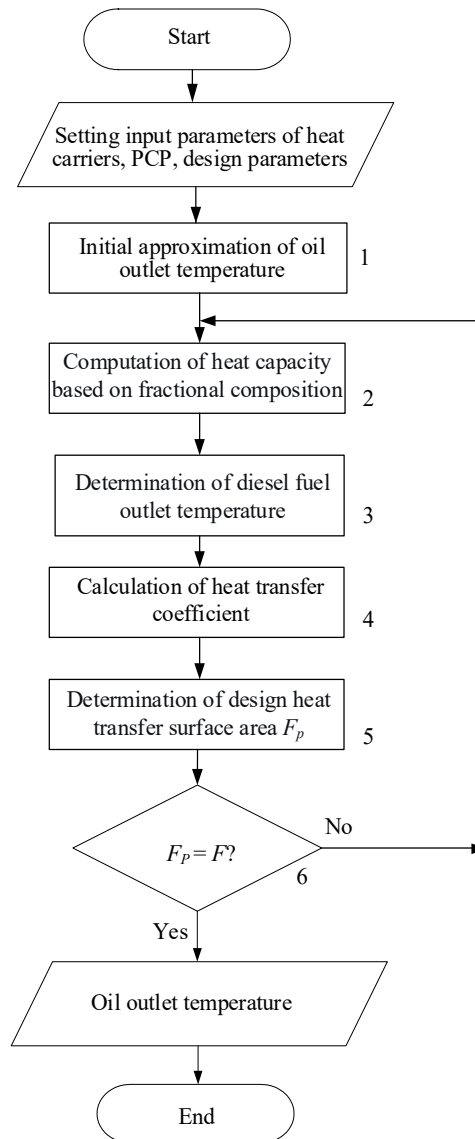 Start
Setting input parameters of heat
carriers, PCP, design parameters
Initial approximation of oil
outlet temperature
1
Computation of heat capacity
based on fractional composition
2
Determination of diesel fuel
outlet temperature
3
Calculation of heat transfer
coefficient
4
Determination of design heat
transfer surface area Fp
5
No
FP = F?
6
Yes
Oil outlet temperature
End